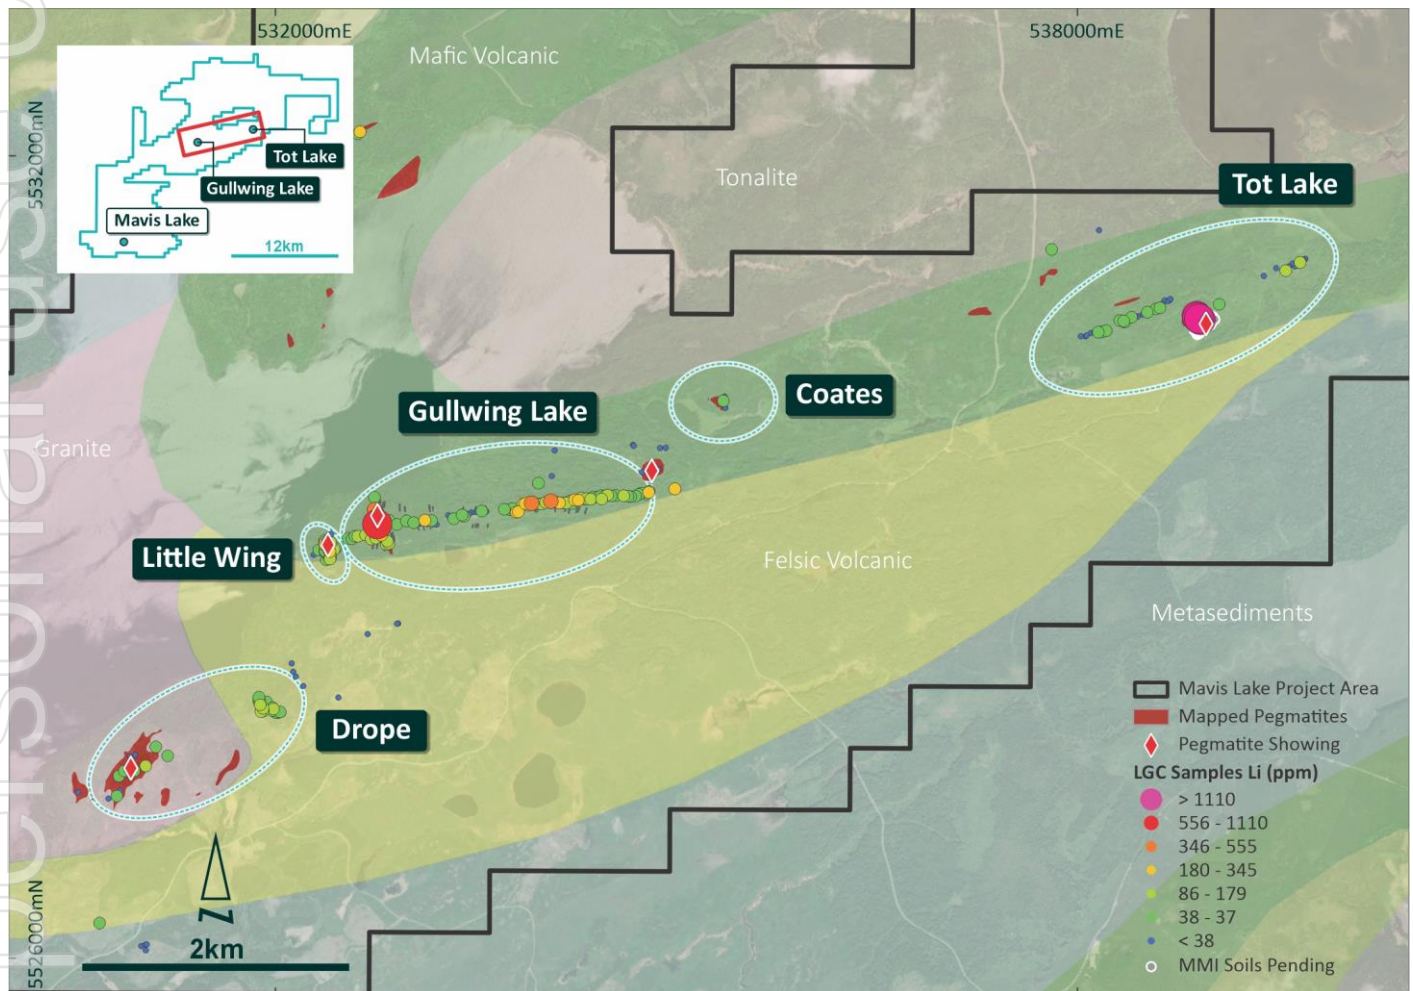 532000mE
538000mE
Mafic Volcanic
5532000mN
Tot Lake
Gullwing Lake
Mavis Lake
12km
Tonalite
Tot Lake
Coates
Gullwing Lake
Granite
Little Wing
Felsic Volcanic
Metasediments
Drope
Mavis Lake Project Area
Mapped Pegmatites
Pegmatite Showing
LGC Samples Li (ppm)
> 1110
556 - 1110
346 - 555
180 - 345
86 - 179
38 - 37
< 38
MMI Soils Pending
5526000mN
N
2km